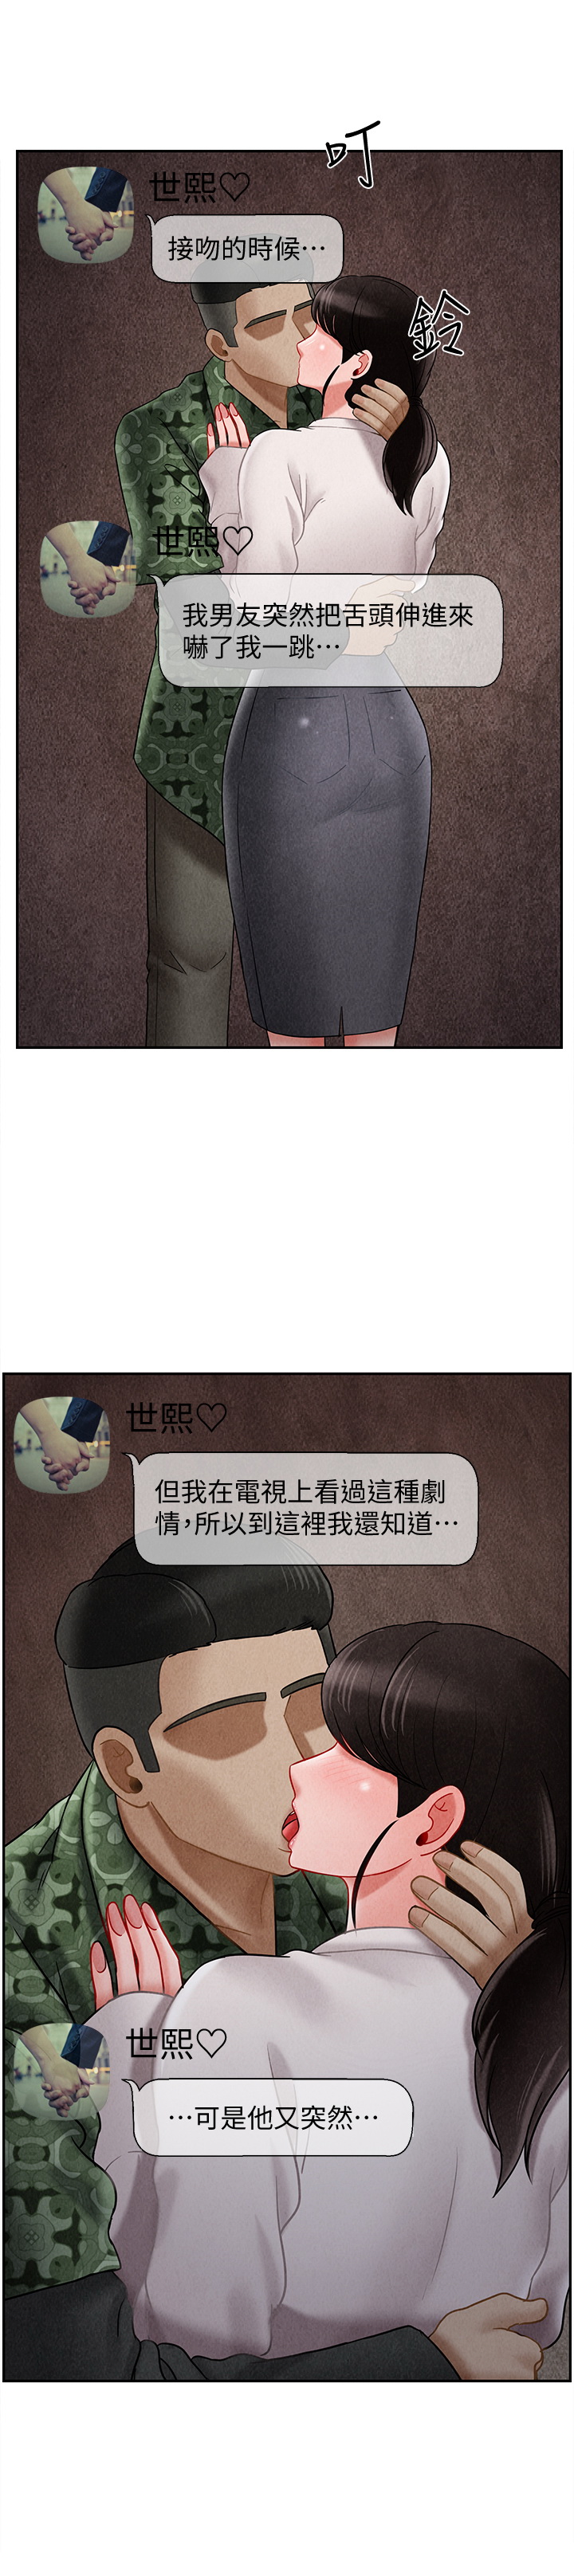 叮
世熙♡
接吻的時候⋯
鈴
世熙♡
我男友突然把舌頭伸進來
嚇了我一跳⋯
世熙♡
但我在電視上看過這種劇
情，所以到這裡我還知道⋯
世熙♡
⋯可是他又突然⋯